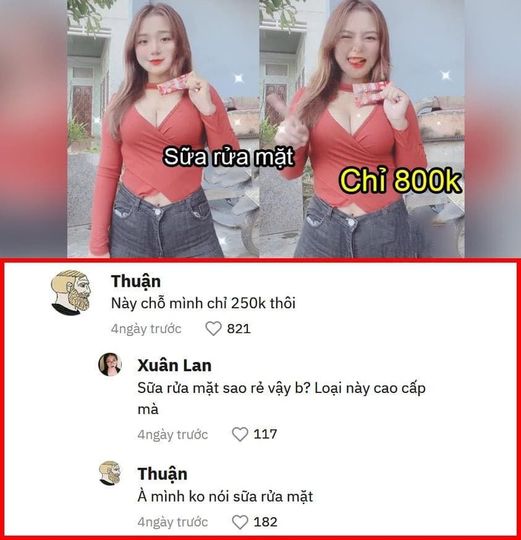 Sữa rửa mặt
Chỉ 800k
Thuận
Này chỗ mình chỉ 250k thôi
4ngày trước 821
Xuân Lan
Sữa rửa mặt sao rẻ vậy b? Loại này cao cấp
mà
4ngày trước 117
Thuận
À mình ko nói sữa rửa mặt
4ngày trước 182